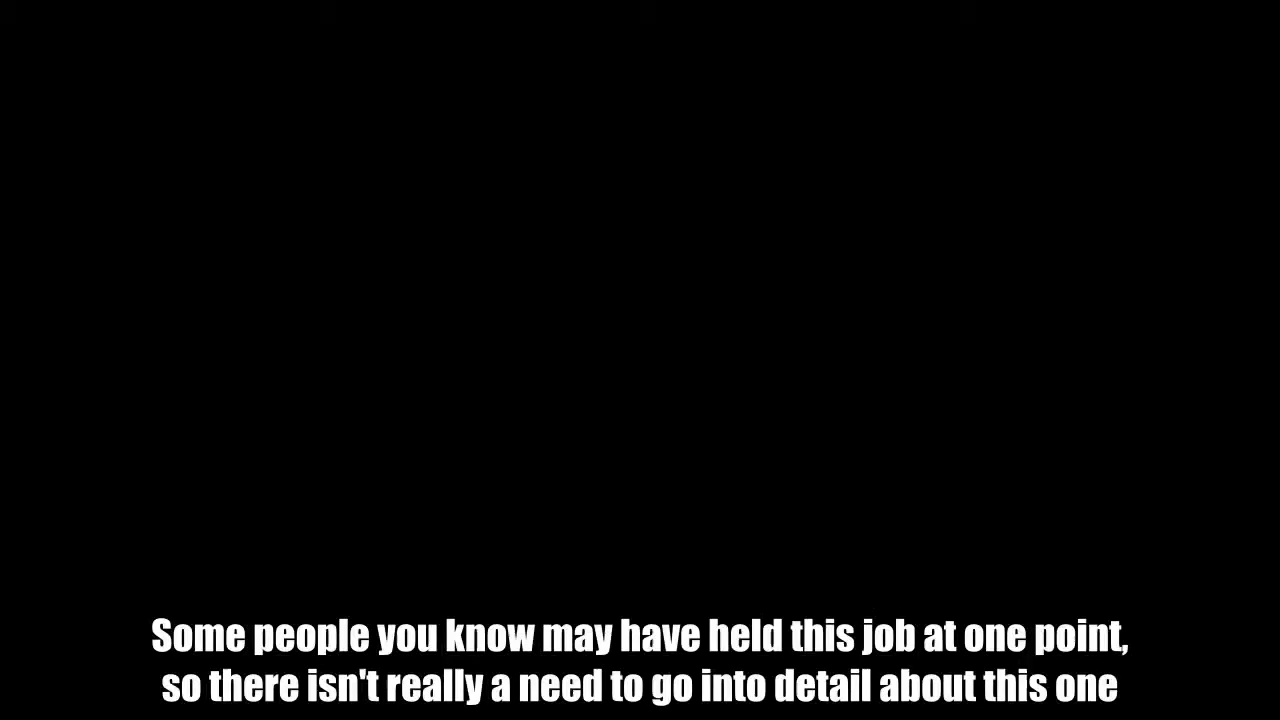 Some people you know may have held this job at one point,
so there isn't really a need to go into detail about this one